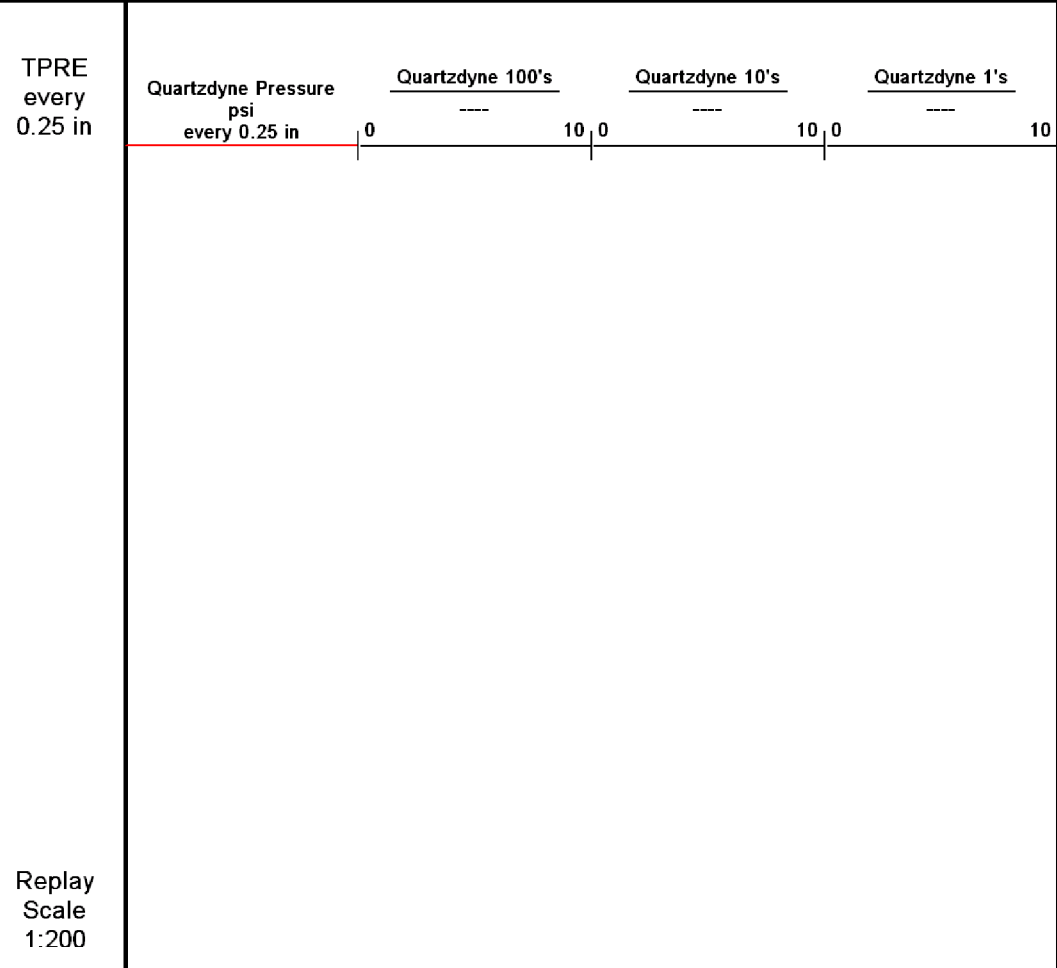 TPRE
every
0.25 in
Quartzdyne Pressure
psi
every 0.25 in
Quartzdyne 100's
----
0 10
Quartzdyne 10's
----
0 10
Quartzdyne 1's
----
0 10
Replay
Scale
1:200